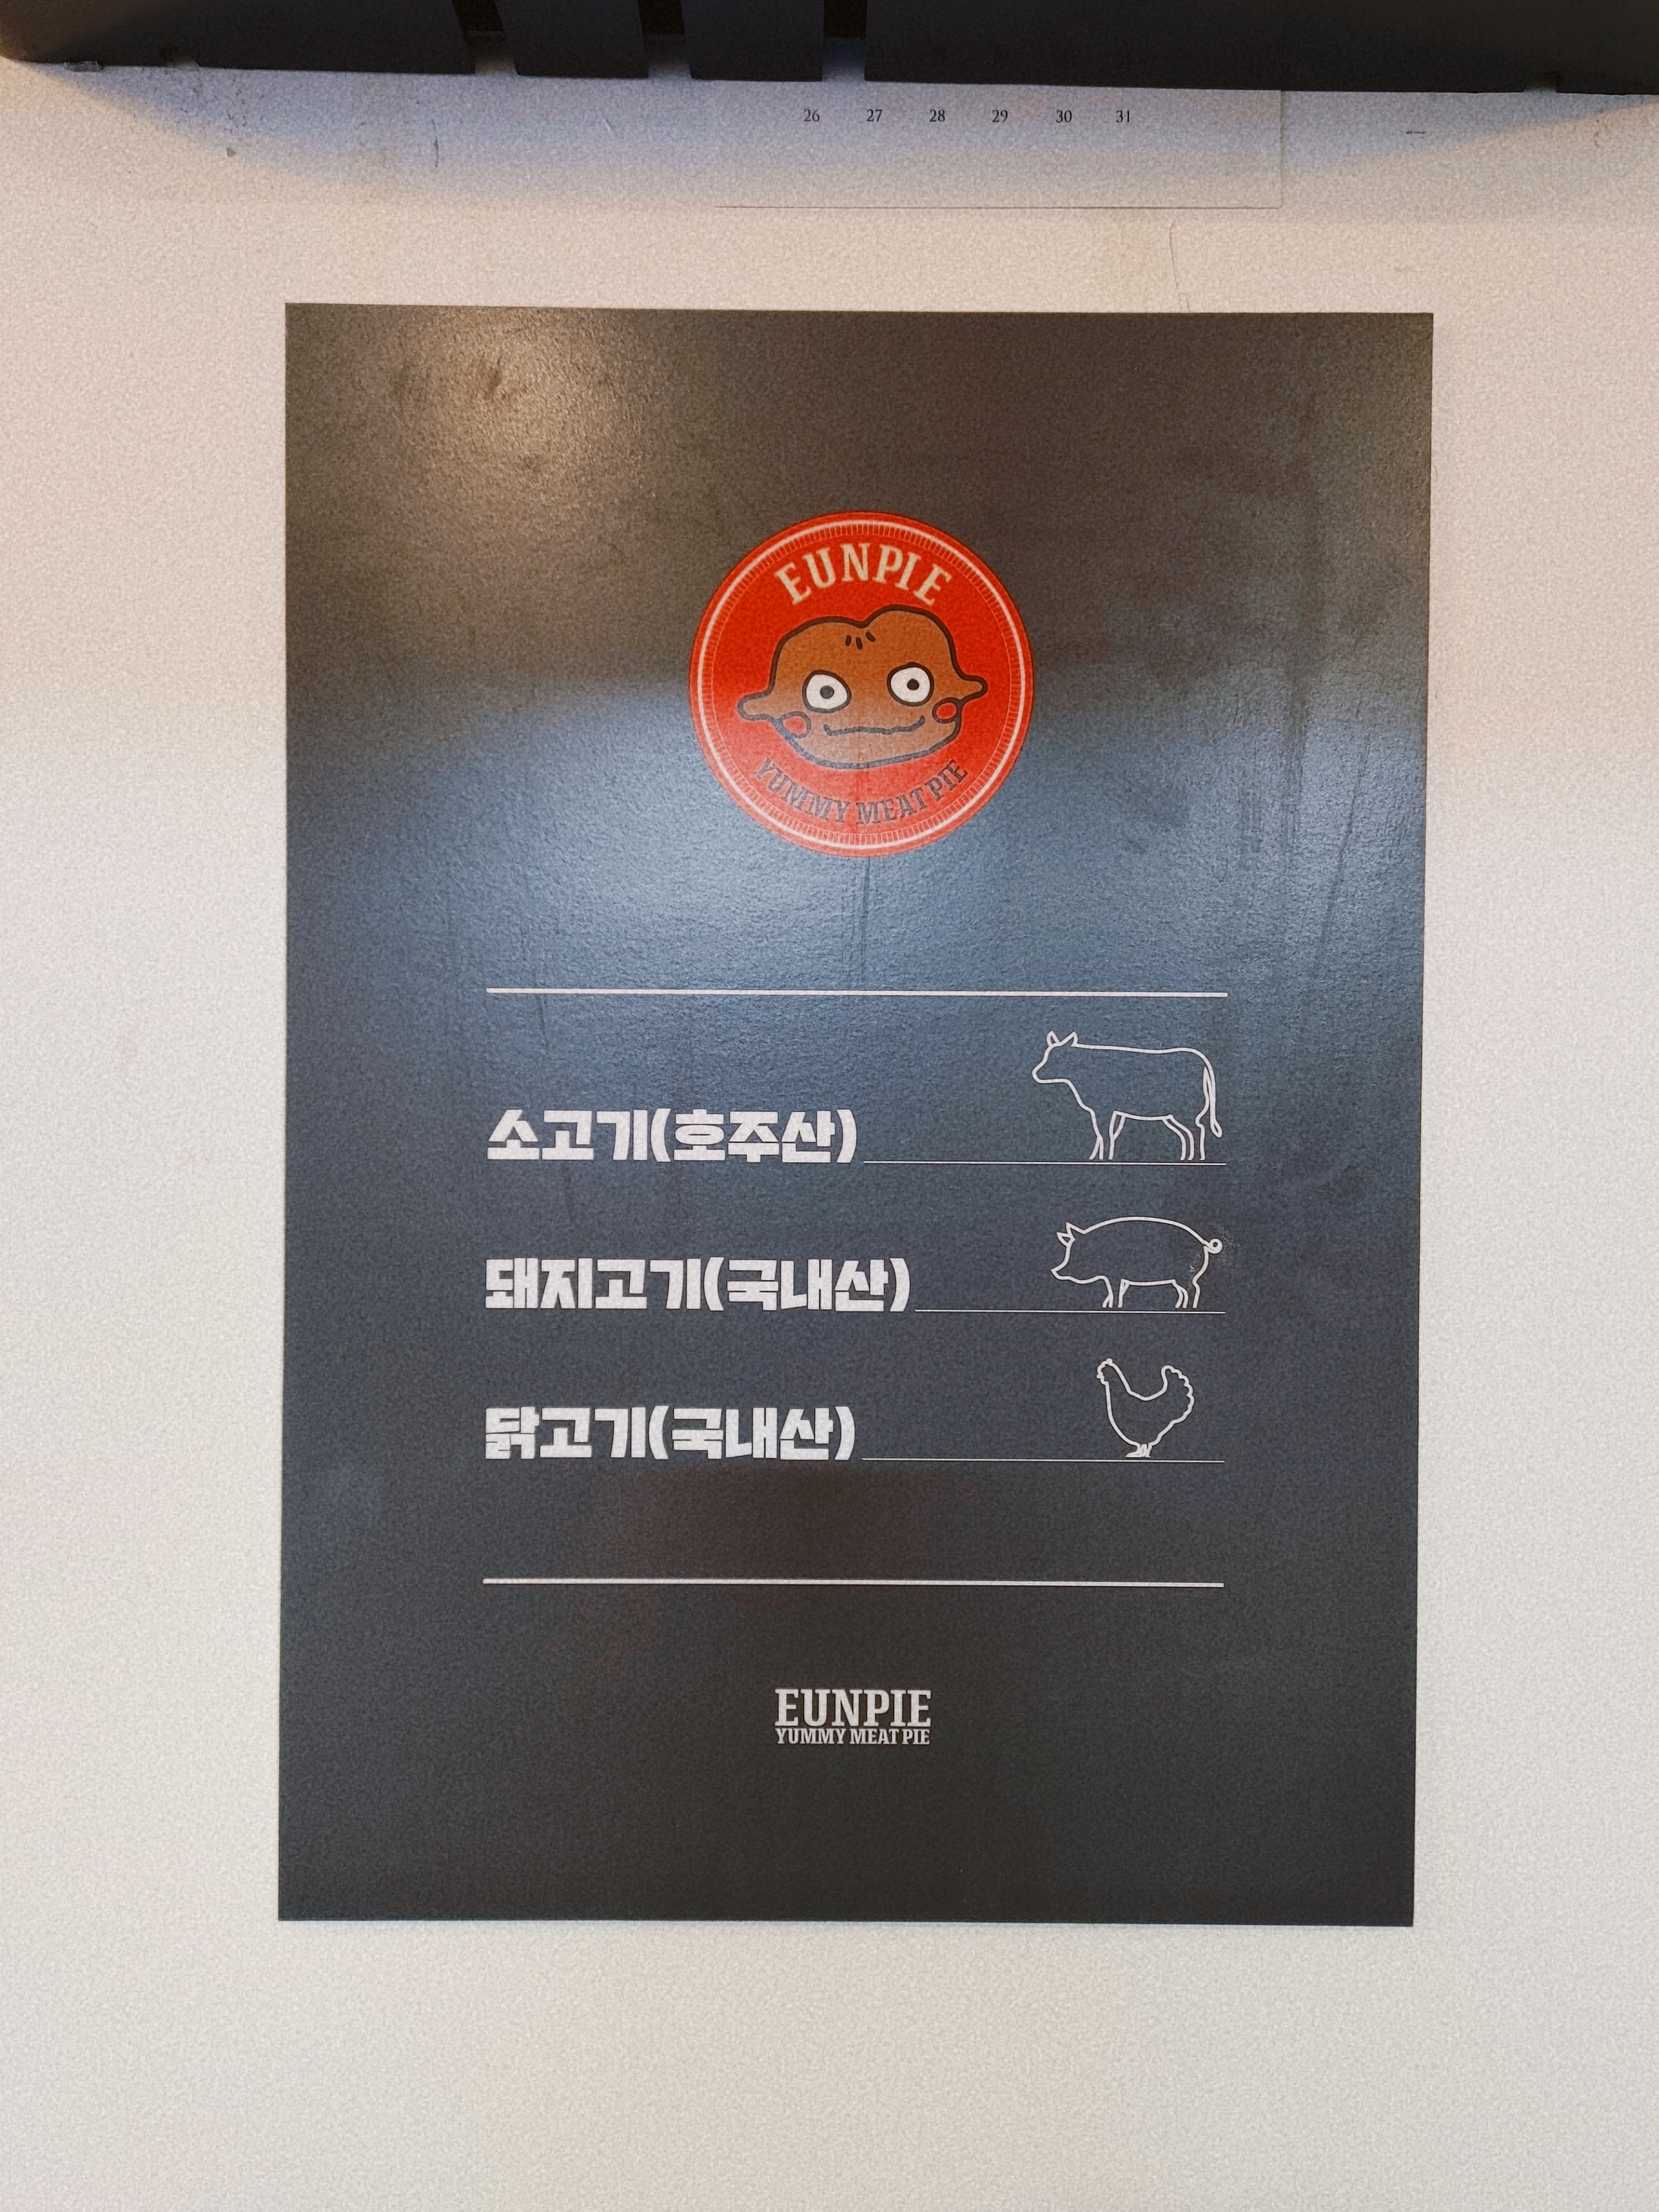 26 27 28 29 30 31
EUNPIE
YUMMY MEAT PIE
소고기(호주산)
돼지고기(국내산)
닭고기(국내산)
EUNPIE
YUMMY MEAT PIE